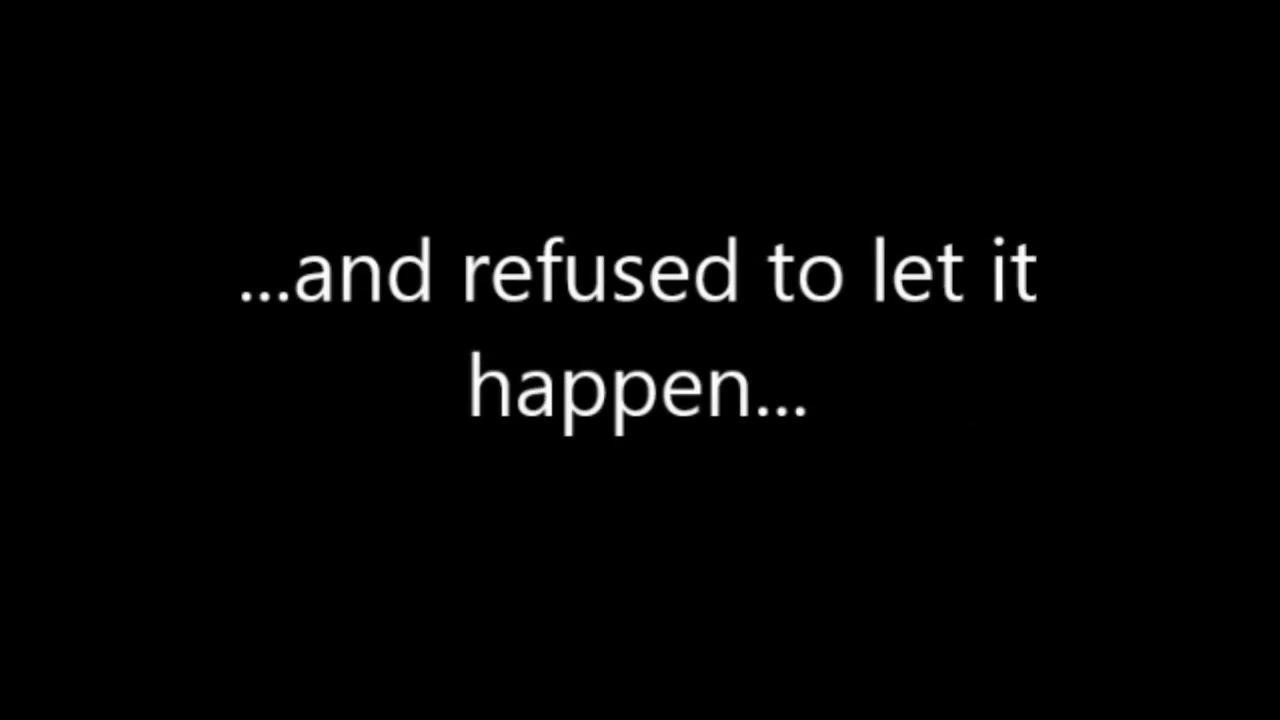 ...and refused to let it
happen...